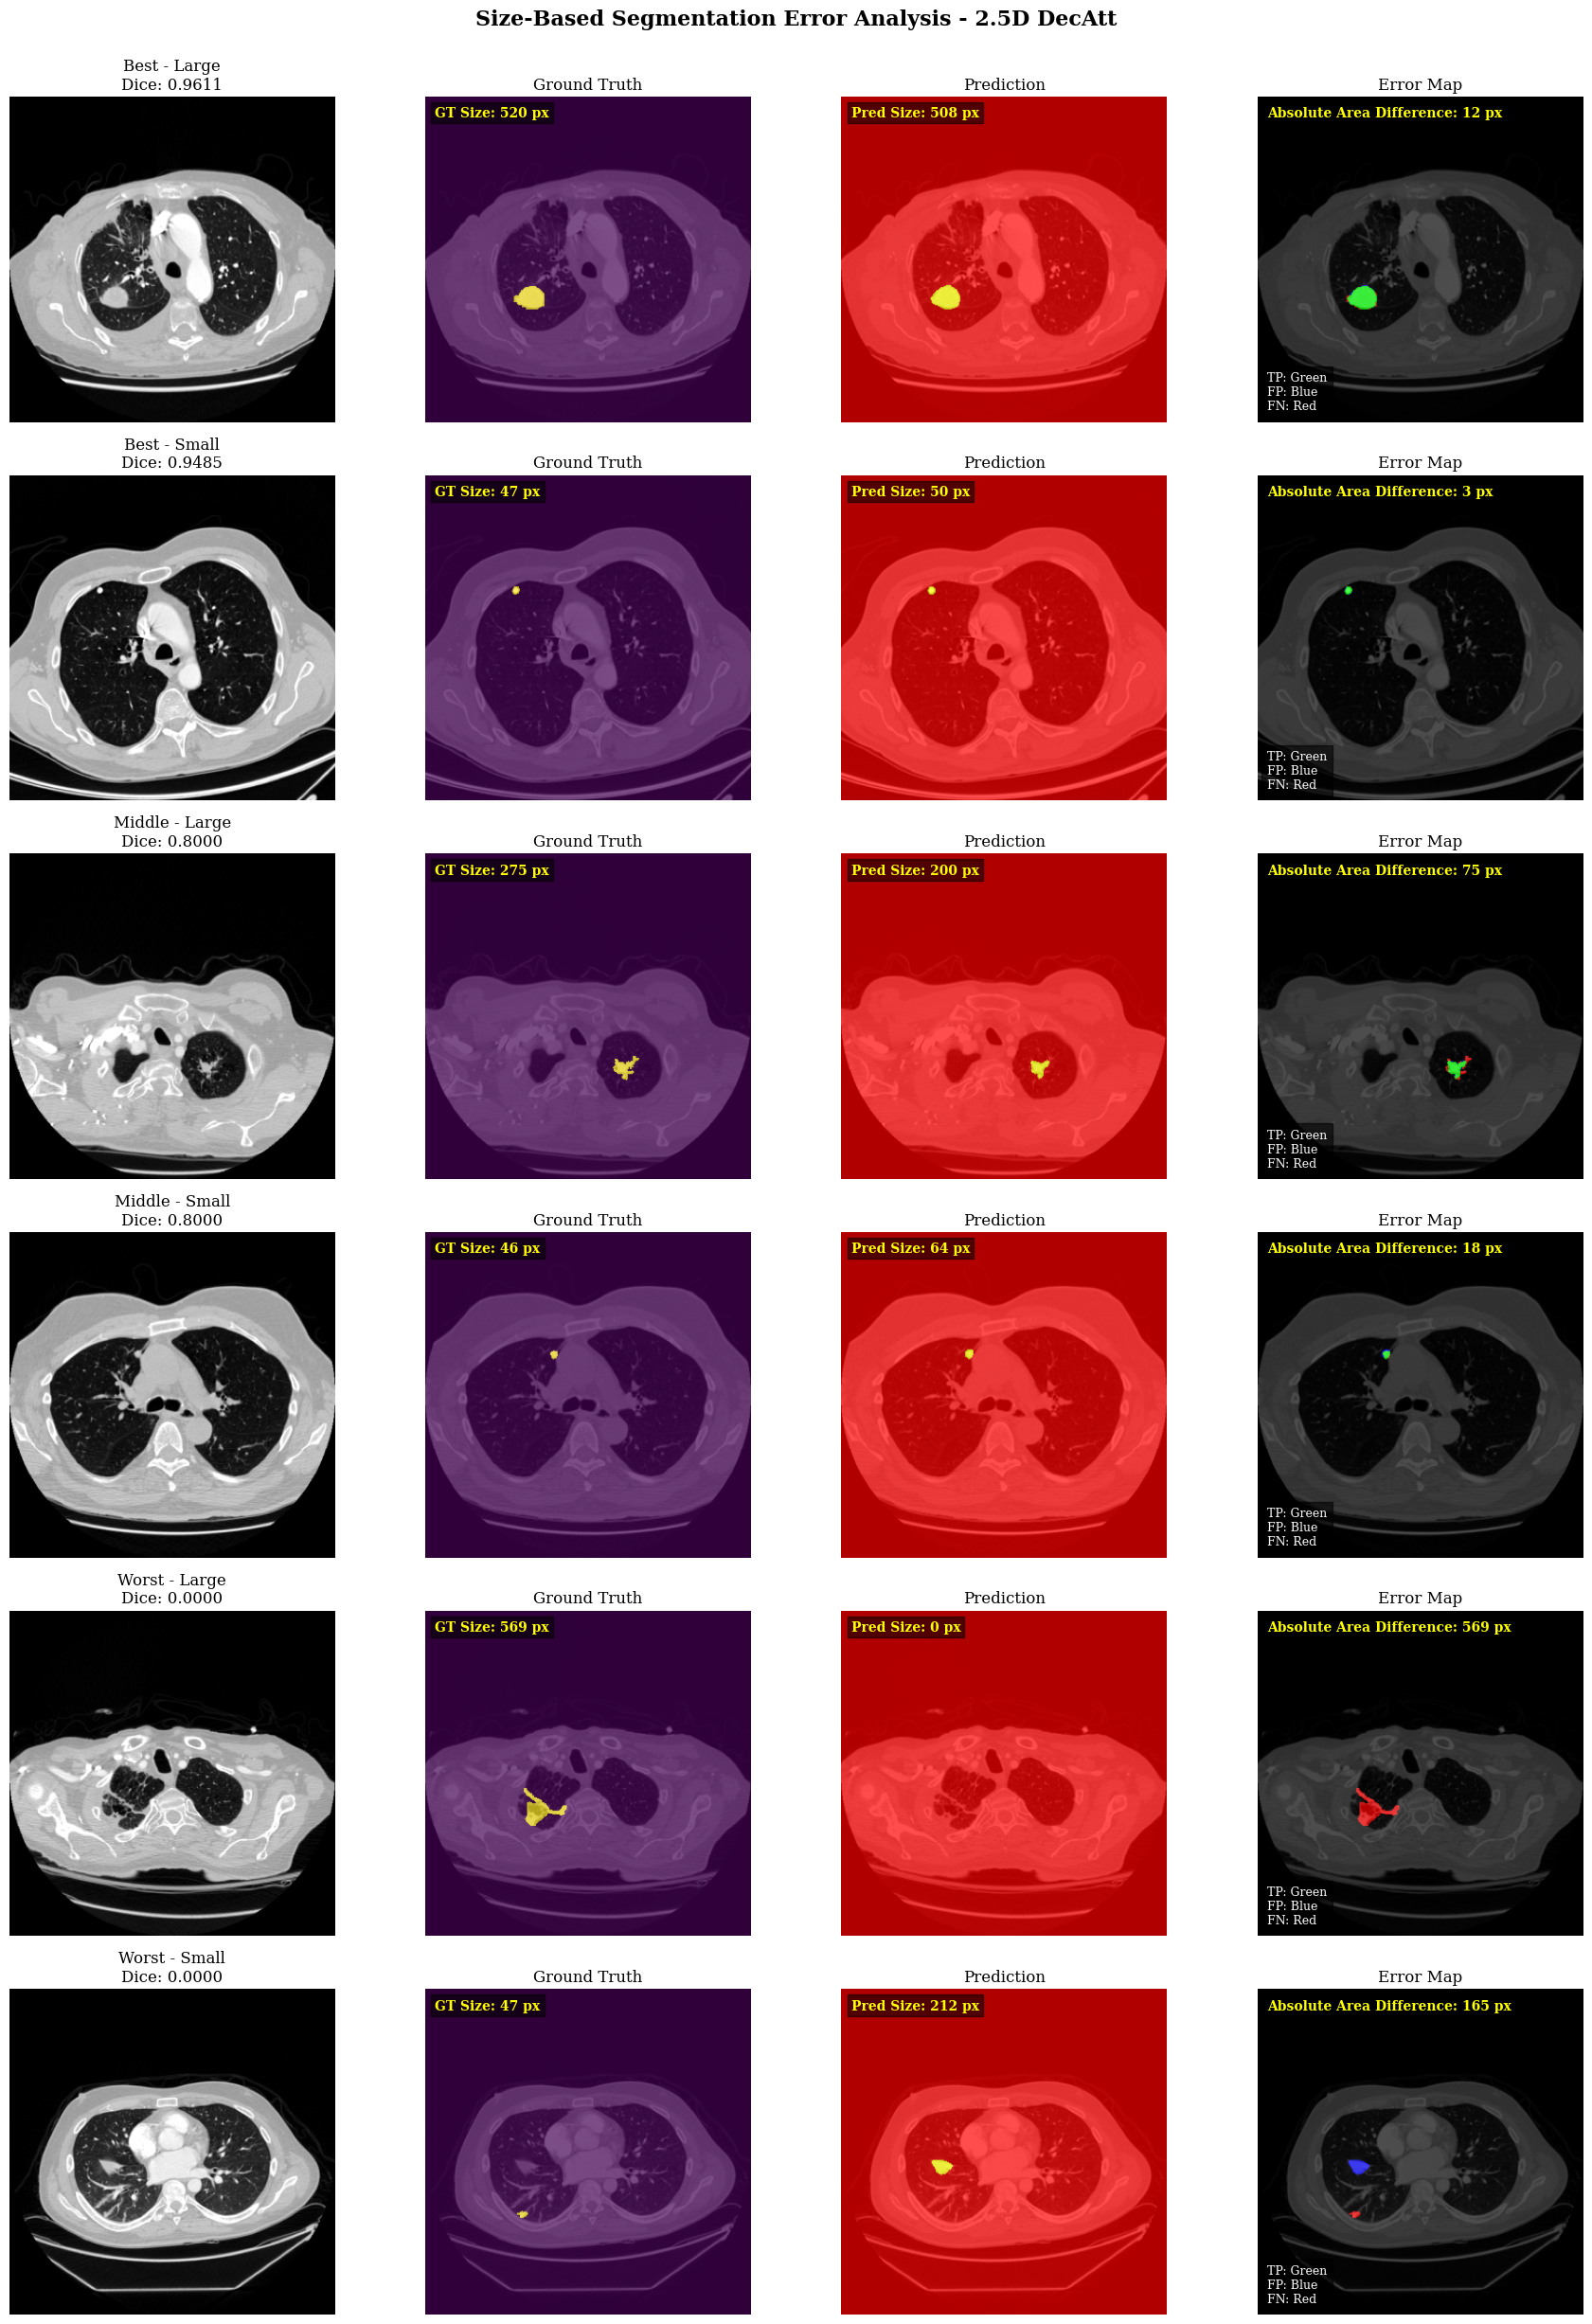 Size-Based Segmentation Error Analysis - 2.5D DecAtt
Best - Large
Dice: 0.9611
Ground Truth
Prediction
Error Map
GT Size: 520 px
Pred Size: 508 px
Absolute Area Difference: 12 px
TP: Green
FP: Blue
FN: Red
Best - Small
Dice: 0.9485
Ground Truth
Prediction
Error Map
GT Size: 47 px
Pred Size: 50 px
Absolute Area Difference: 3 px
TP: Green
FP: Blue
FN: Red
Middle - Large
Dice: 0.8000
Ground Truth
Prediction
Error Map
GT Size: 275 px
Pred Size: 200 px
Absolute Area Difference: 75 px
TP: Green
FP: Blue
FN: Red
Middle - Small
Dice: 0.8000
Ground Truth
Prediction
Error Map
GT Size: 46 px
Pred Size: 64 px
Absolute Area Difference: 18 px
TP: Green
FP: Blue
FN: Red
Worst - Large
Dice: 0.0000
Ground Truth
Prediction
Error Map
GT Size: 569 px
Pred Size: 0 px
Absolute Area Difference: 569 px
TP: Green
FP: Blue
FN: Red
Worst - Small
Dice: 0.0000
Ground Truth
Prediction
Error Map
GT Size: 47 px
Pred Size: 212 px
Absolute Area Difference: 165 px
TP: Green
FP: Blue
FN: Red